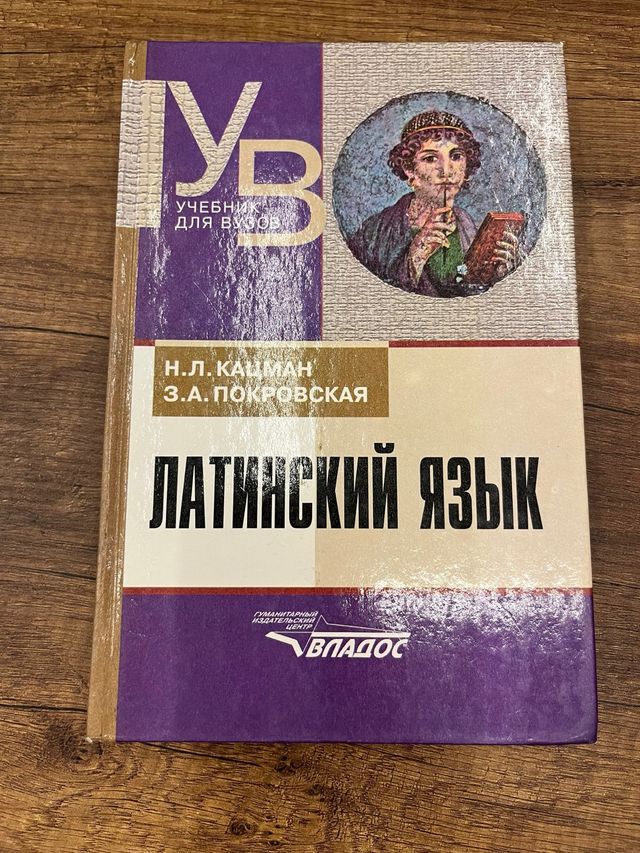 УВ
УЧЕБНИК
ДЛЯ ВУЗОВ
Н.Л. КАЦМАН
З.А. ПОКРОВСКАЯ
ЛАТИНСКИЙ ЯЗЫК
ГУМАНИТАРНЫЙ
ИЗДАТЕЛЬСКИЙ
ЦЕНТР
ВЛАДОС